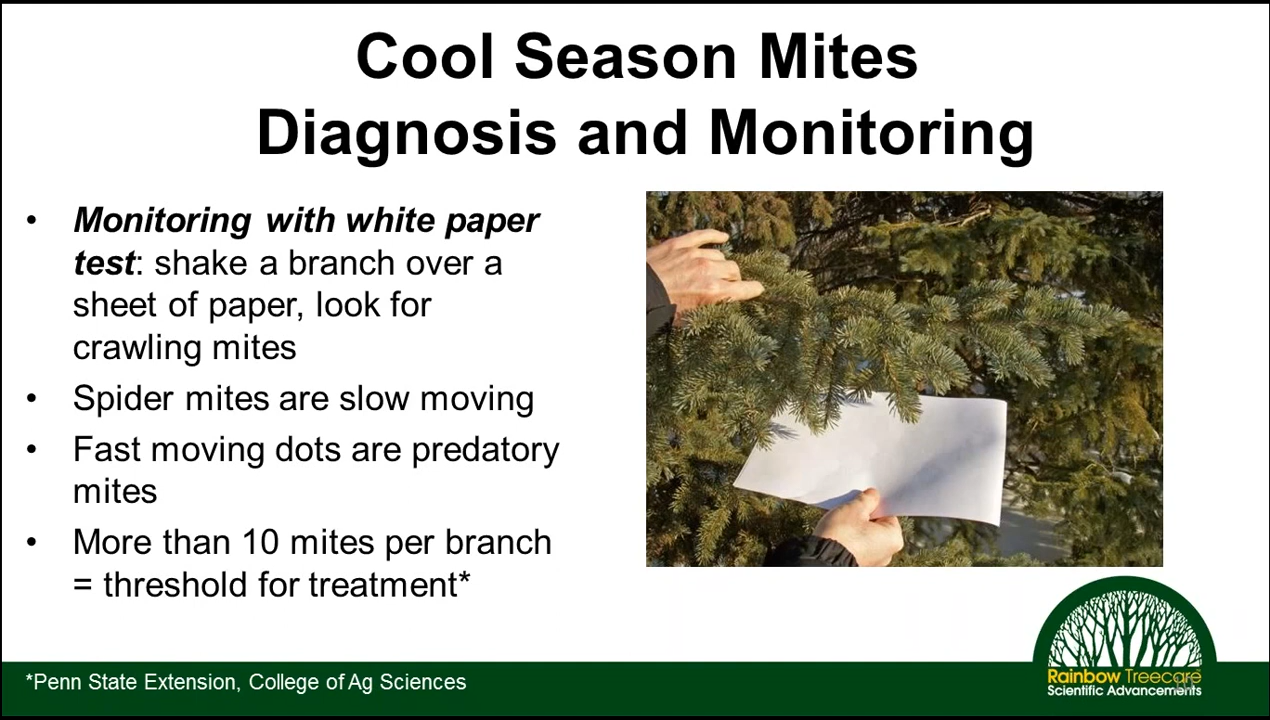 Cool Season Mites
Diagnosis and Monitoring
• Monitoring with white paper
test: shake a branch over a
sheet of paper, look for
crawling mites
• Spider mites are slow moving
• Fast moving dots are predatory
mites
• More than 10 mites per branch
= threshold for treatment*
*Penn State Extension, College of Ag Sciences
Rainbow Treecare
Scientific Advancements